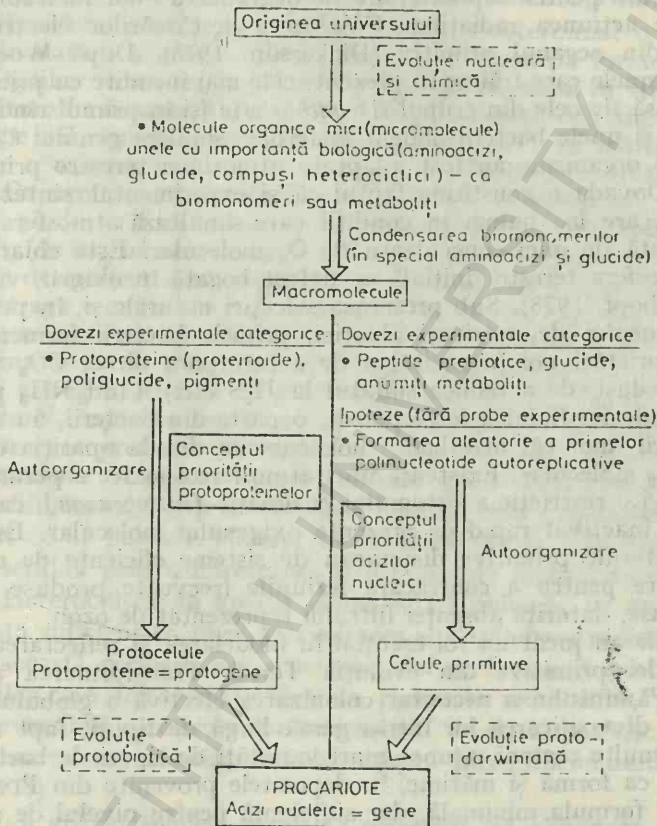 Originea universului
Evoluție nucleară
și chimică
• Molecule organice mici (micromolecule)
unele cu importanță biologică (aminoacizi,
glucide, compuși heterociclici) – ca
biomonomeri sau metaboliți
Condensarea biomonomerilor
(în special aminoacizi și glucide)
Macromolecule
Dovezi experimentale categorice
• Protoproteine (proteinoide),
poliglucide, pigmenți
Dovezi experimentale categorice
• Peptide prebiotice, glucide,
anumiți metaboliți
Ipoteze (fără probe experimentale)
• Formarea aleatorie a primelor
polinucleotide autoreplicative
Autoorganizare
Conceptul
priorității
protoproteinelor
Conceptul
priorității
acizilor
nucleici
Autoorganizare
Protocelule
Protoproteine = protogene
Celule primitive
Evoluție
protobiotică
Evoluție proto-
darwiniană
PROCARIOTE
Acizi nucleici = gene
CENTRAL UNIVERSITY